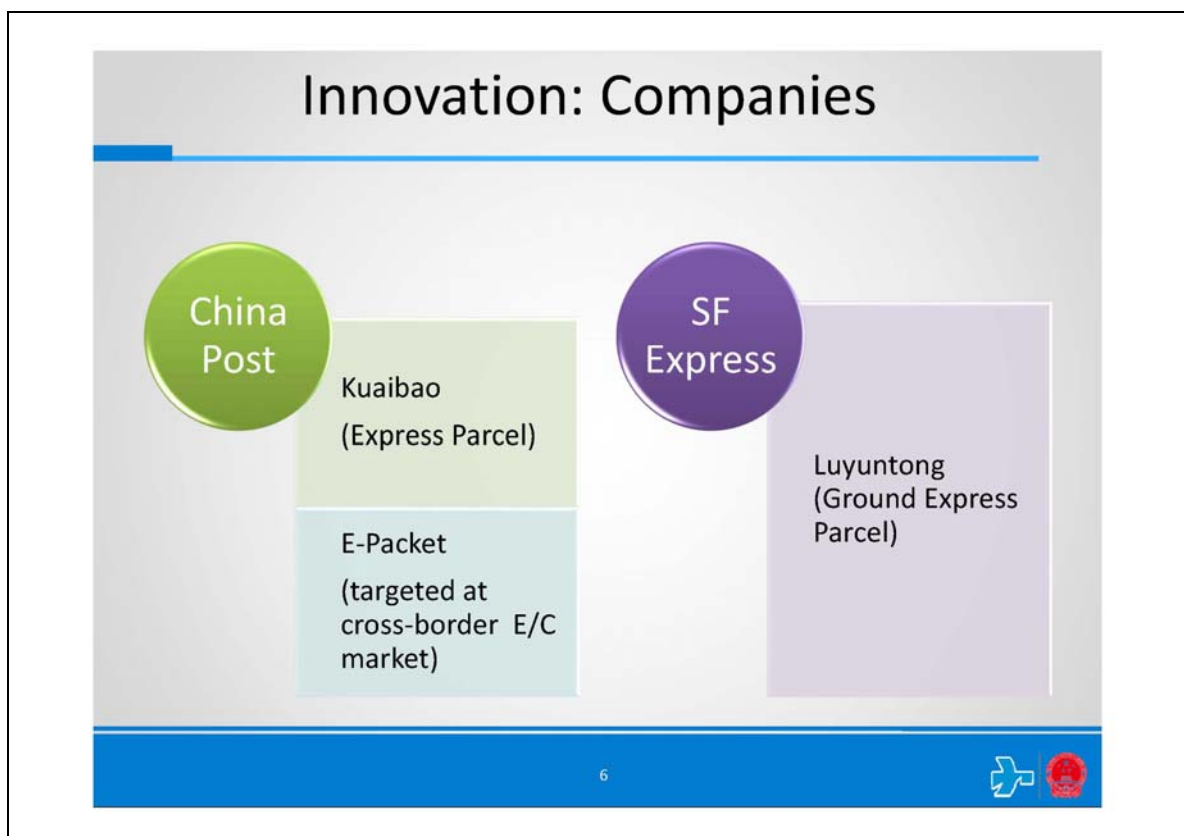 Innovation: Companies
China
Post
Kuaibao
(Express Parcel)
E-Packet
(targeted at
cross-border E/C
market)
SF
Express
Luyuntong
(Ground Express
Parcel)
6